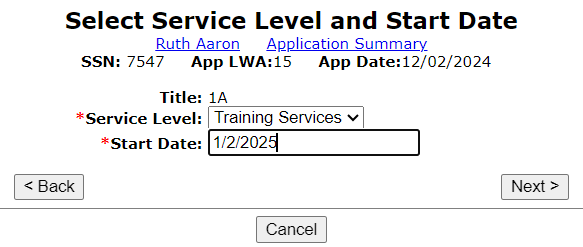 Select Service Level and Start Date
Ruth Aaron Application Summary
SSN: 7547 App LWA:15 App Date:12/02/2024
Title: 1A
*Service Level: Training Services
*Start Date: 1/2/2025
< Back Next >
Cancel